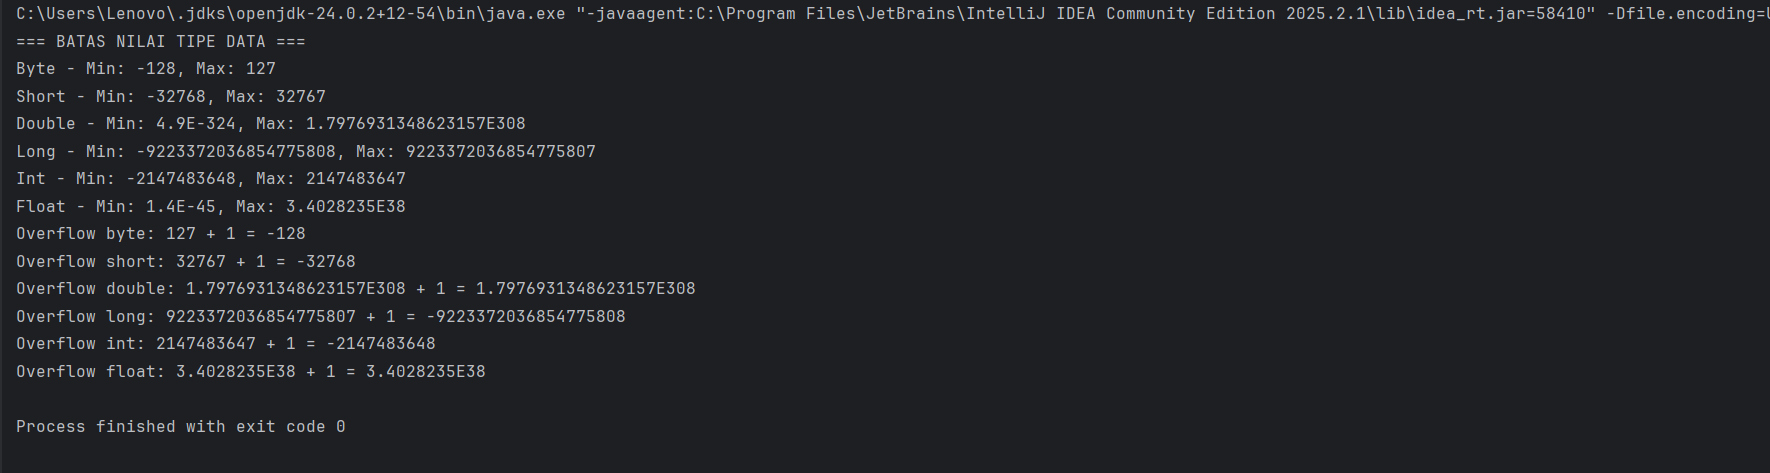 C:\Users\Lenovo\.jdks\openjdk-24.0.2+12-54\bin\java.exe "-javaagent:C:\Program Files\JetBrains\IntelliJ IDEA Community Edition 2025.2.1\lib\idea_rt.jar=58410" -Dfile.encoding=
=== BATAS NILAI TIPE DATA ===
Byte - Min: -128, Max: 127
Short - Min: -32768, Max: 32767
Double - Min: 4.9E-324, Max: 1.7976931348623157E308
Long - Min: -9223372036854775808, Max: 9223372036854775807
Int - Min: -2147483648, Max: 2147483647
Float - Min: 1.4E-45, Max: 3.4028235E38
Overflow byte: 127 + 1 = -128
Overflow short: 32767 + 1 = -32768
Overflow double: 1.7976931348623157E308 + 1 = 1.7976931348623157E308
Overflow long: 9223372036854775807 + 1 = -9223372036854775808
Overflow int: 2147483647 + 1 = -2147483648
Overflow float: 3.4028235E38 + 1 = 3.4028235E38
Process finished with exit code 0